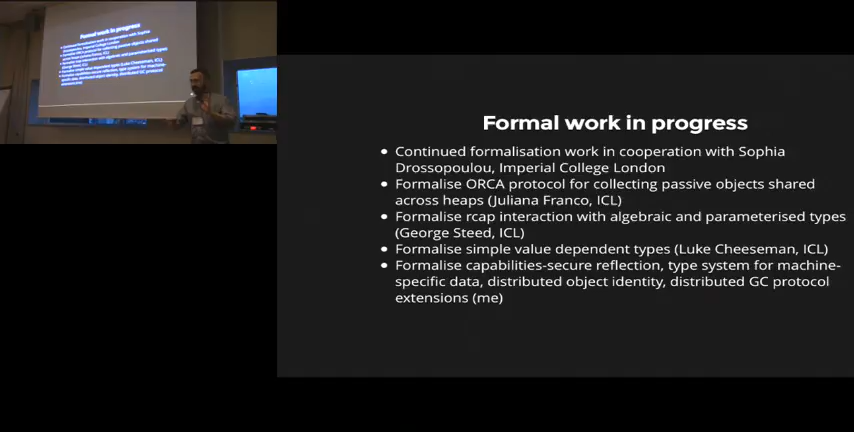 Formal work in progress
• Continued formalisation work in cooperation with Sophia
Drossopoulou, Imperial College London
• Formalise ORCA protocol for collecting passive objects shared
across heaps (Juliana Franco, ICL)
• Formalise rcap interaction with algebraic and parameterised types
(George Steed, ICL)
• Formalise simple value dependent types (Luke Cheeseman, ICL)
• Formalise capabilities-secure reflection, type system for machine-
specific data, distributed object identity, distributed GC protocol
extensions (me)